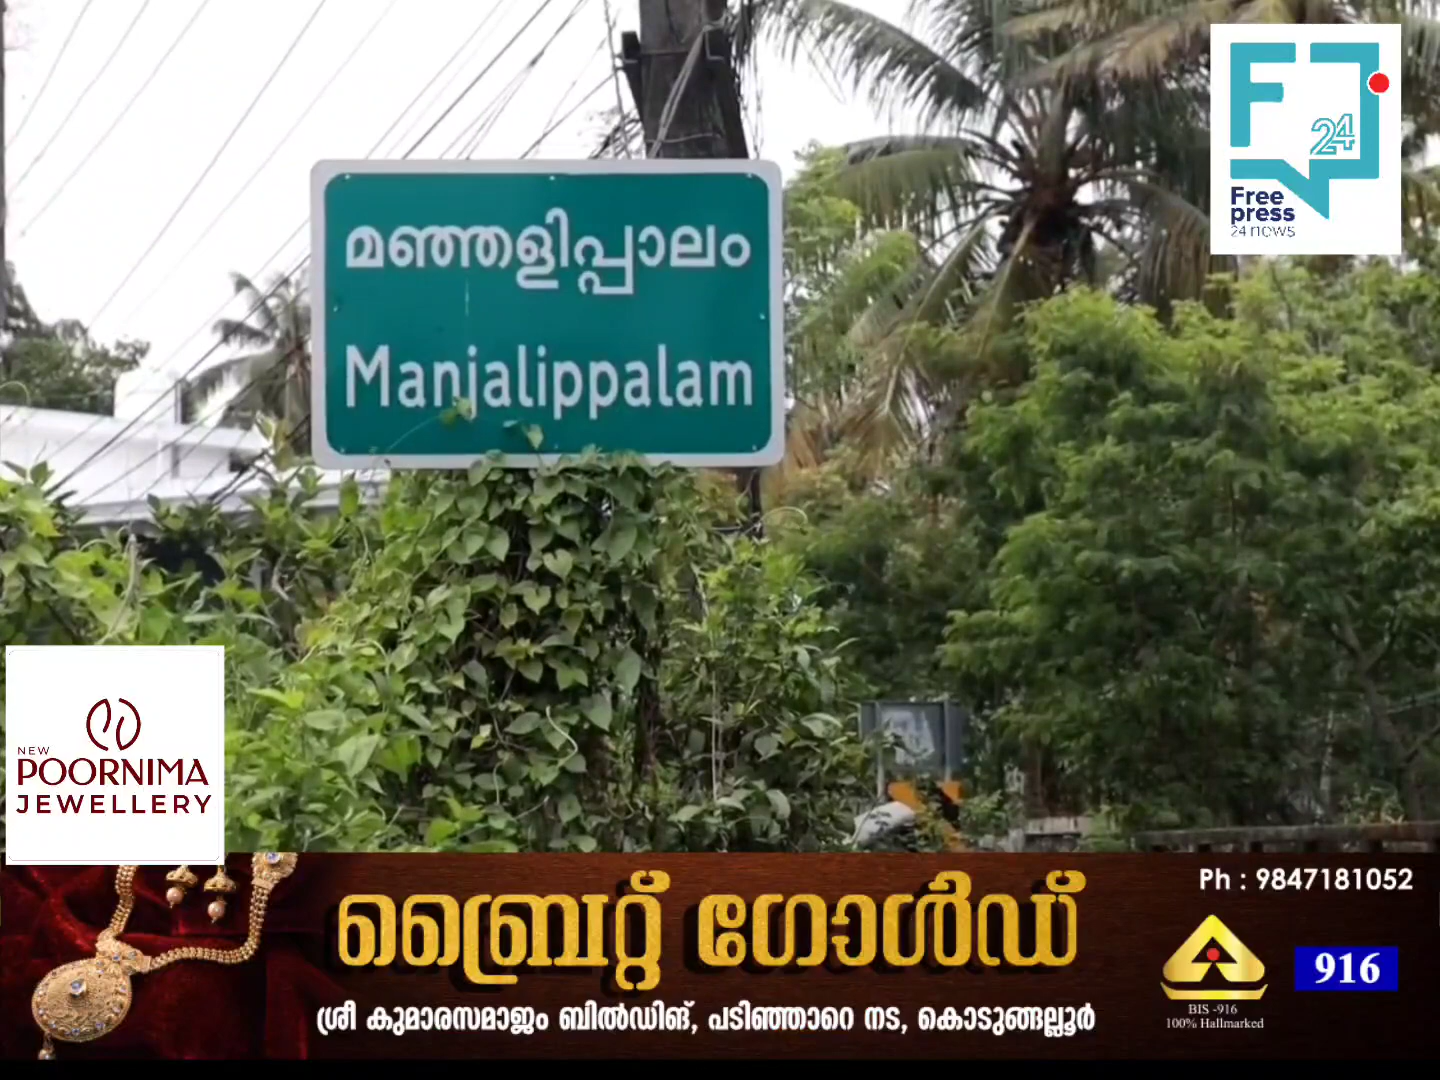 24
Free
press
24 news
മഞ്ഞളിപ്പാലം
Manjalippalam
NEW
POORNIMA
JEWELLERY
Ph : 9847181052
ബ്രൈറ്റ് ഗോൾഡ്
ശ്രീ കുമാരസമാജം ബിൽഡിങ്, പടിഞ്ഞാറെ നട, കൊടുങ്ങല്ലൂർ
916
BIS -916
100% Hallmarked